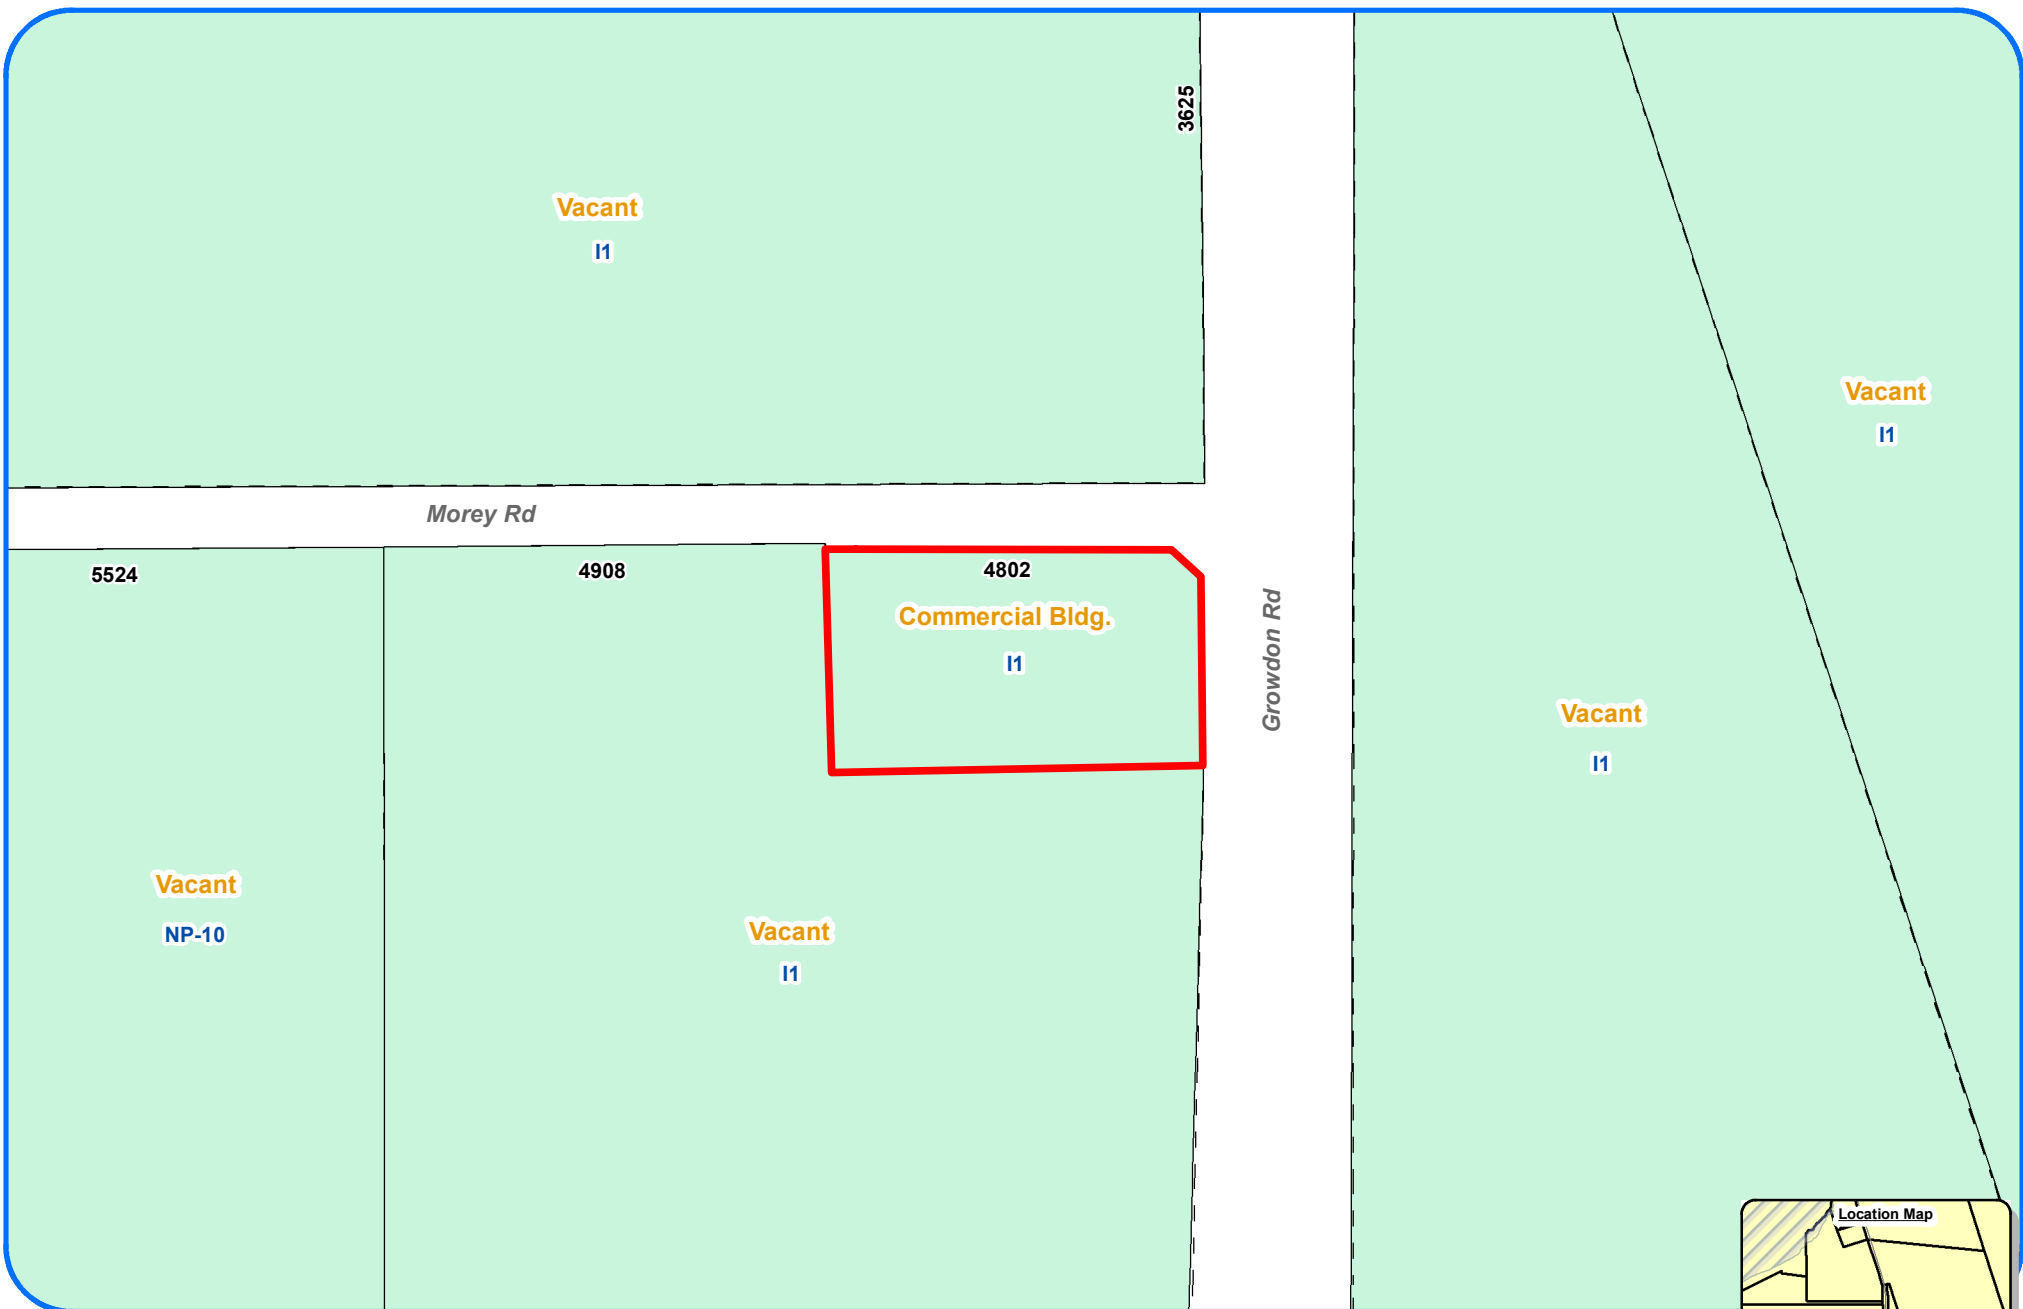 3625
Vacant
I1
Vacant
I1
Morey Rd
5524
4908
4802
Commercial Bldg.
I1
Growdon Rd
Vacant
I1
Vacant
NP-10
Vacant
I1
Location Map